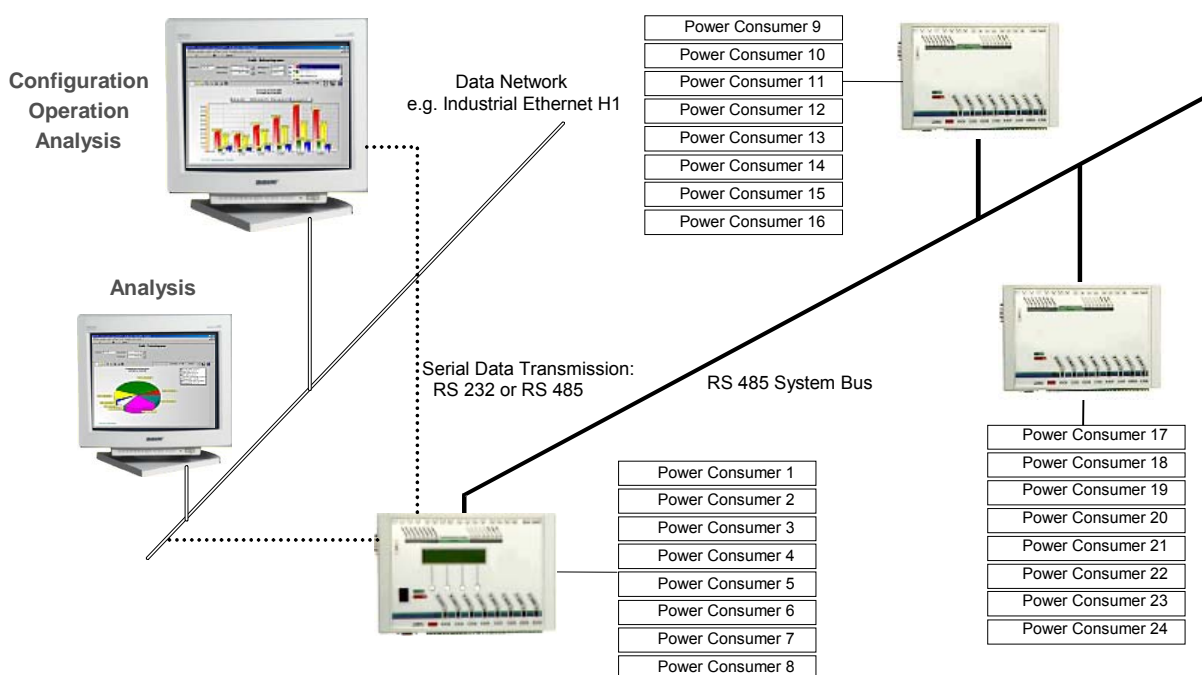 Configuration
Operation
Analysis
Data Network
e.g. Industrial Ethernet H1
Power Consumer 9
Power Consumer 10
Power Consumer 11
Power Consumer 12
Power Consumer 13
Power Consumer 14
Power Consumer 15
Power Consumer 16
Analysis
Serial Data Transmission:
RS 232 or RS 485
RS 485 System Bus
Power Consumer 17
Power Consumer 18
Power Consumer 19
Power Consumer 20
Power Consumer 21
Power Consumer 22
Power Consumer 23
Power Consumer 24
Power Consumer 1
Power Consumer 2
Power Consumer 3
Power Consumer 4
Power Consumer 5
Power Consumer 6
Power Consumer 7
Power Consumer 8